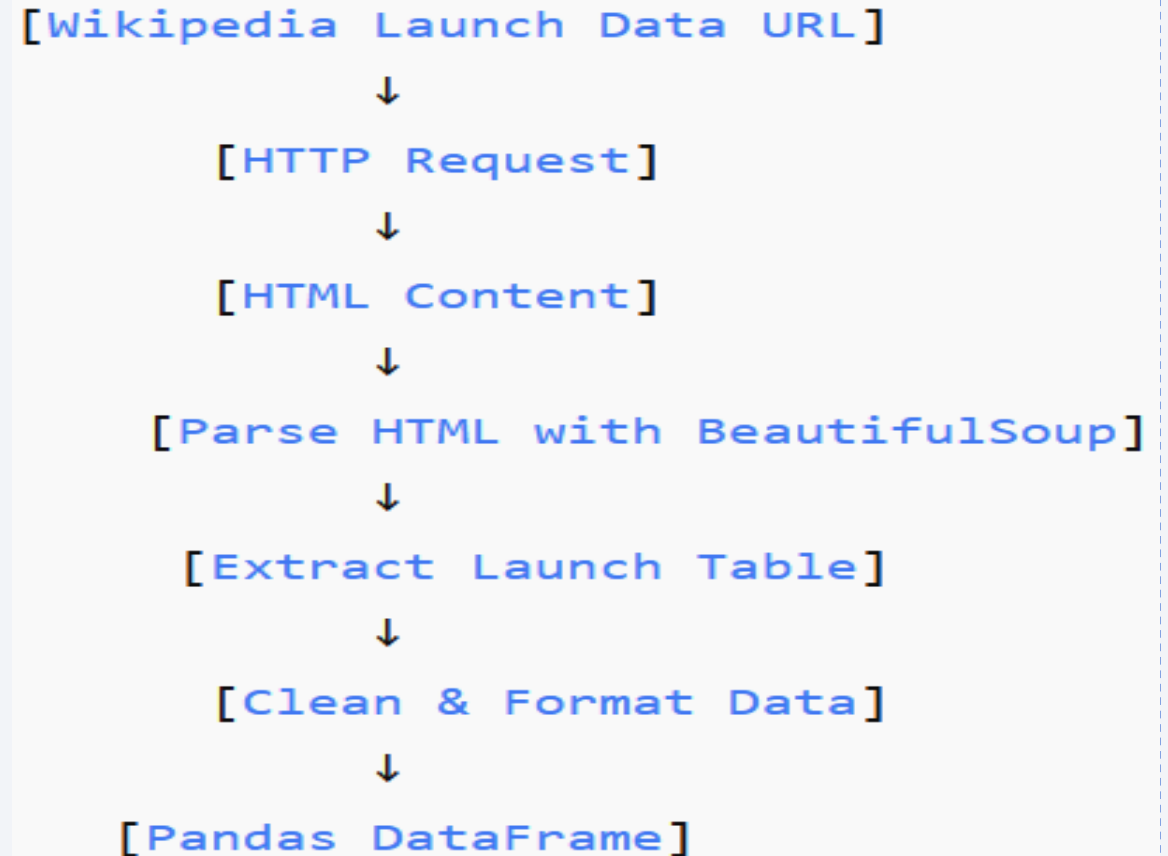 [Wikipedia Launch Data URL]
↓
[HTTP Request]
↓
[HTML Content]
↓
[Parse HTML with BeautifulSoup]
↓
[Extract Launch Table]
↓
[Clean & Format Data]
↓
[Pandas DataFrame]